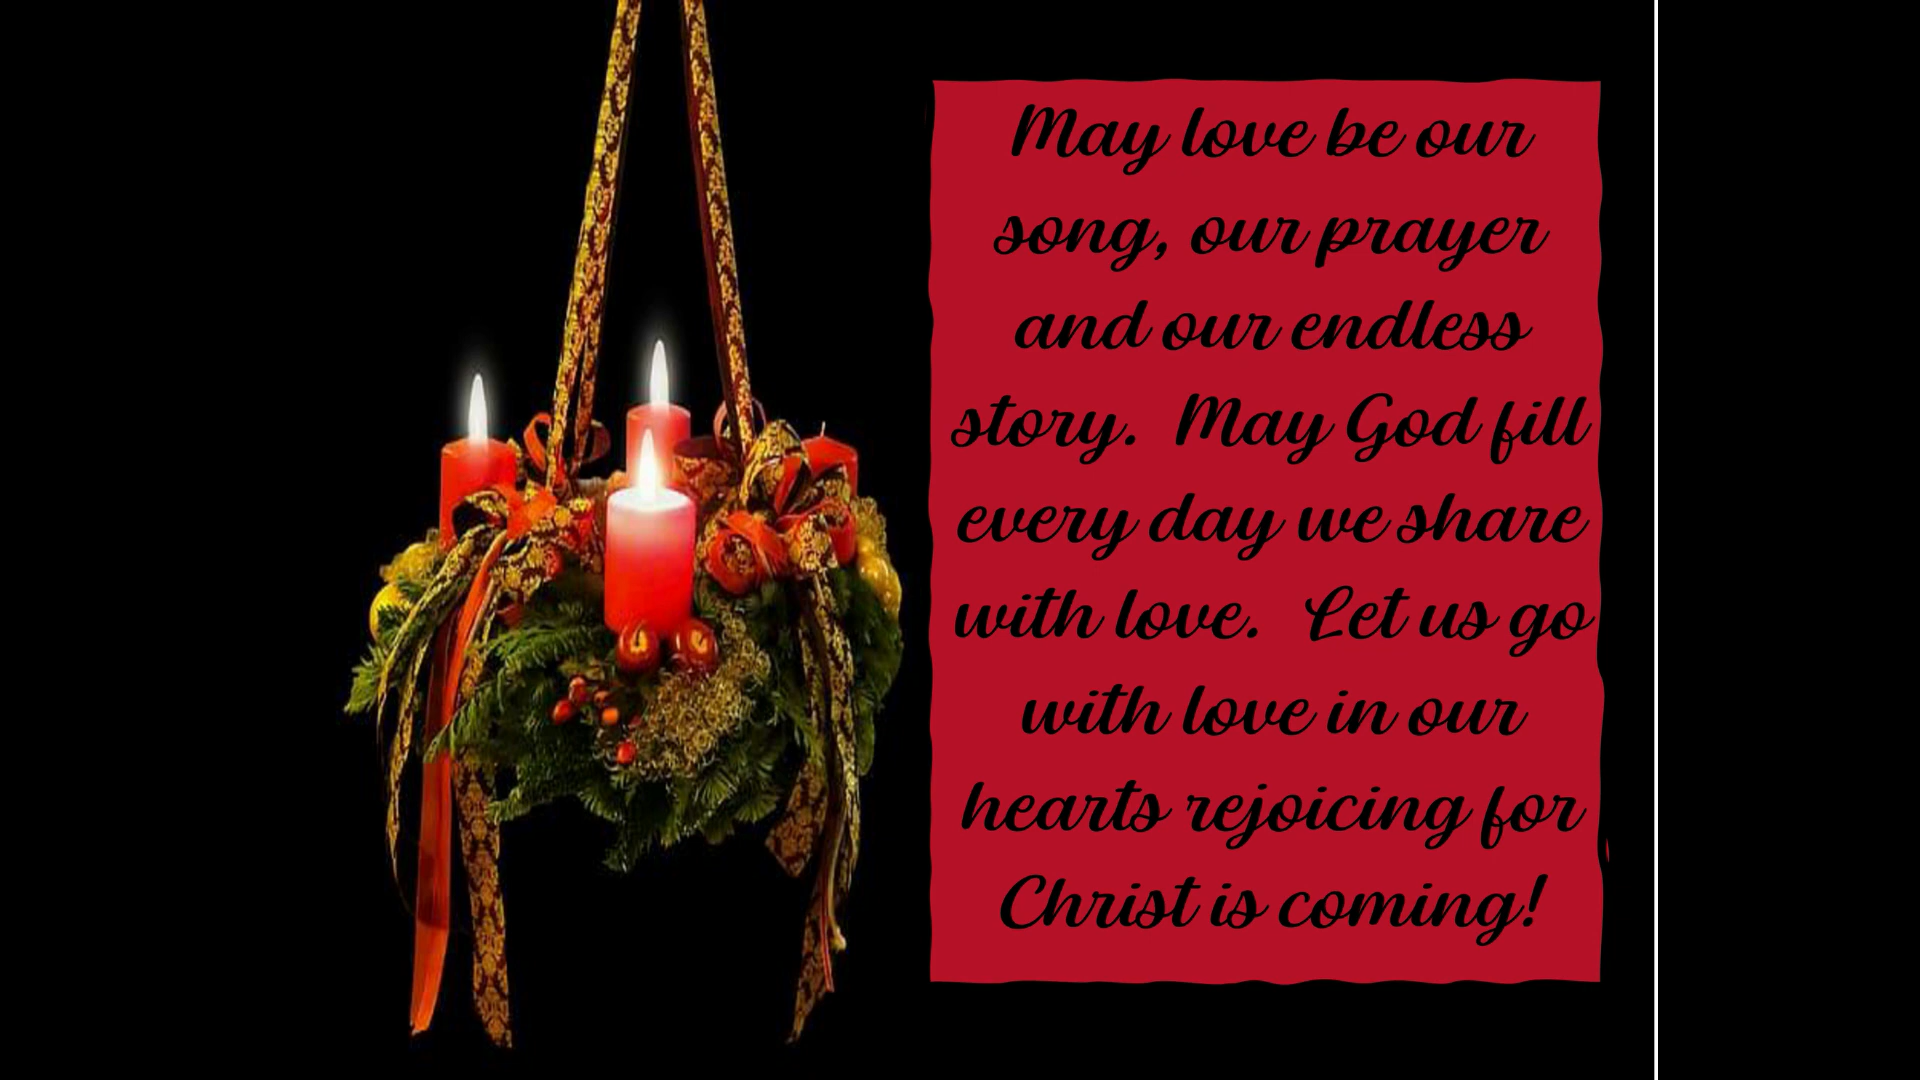 May love be our
song, our prayer
and our endless
story. May God fill
every day we share
with love. Let us go
with love in our
hearts rejoicing for
Christ is coming!